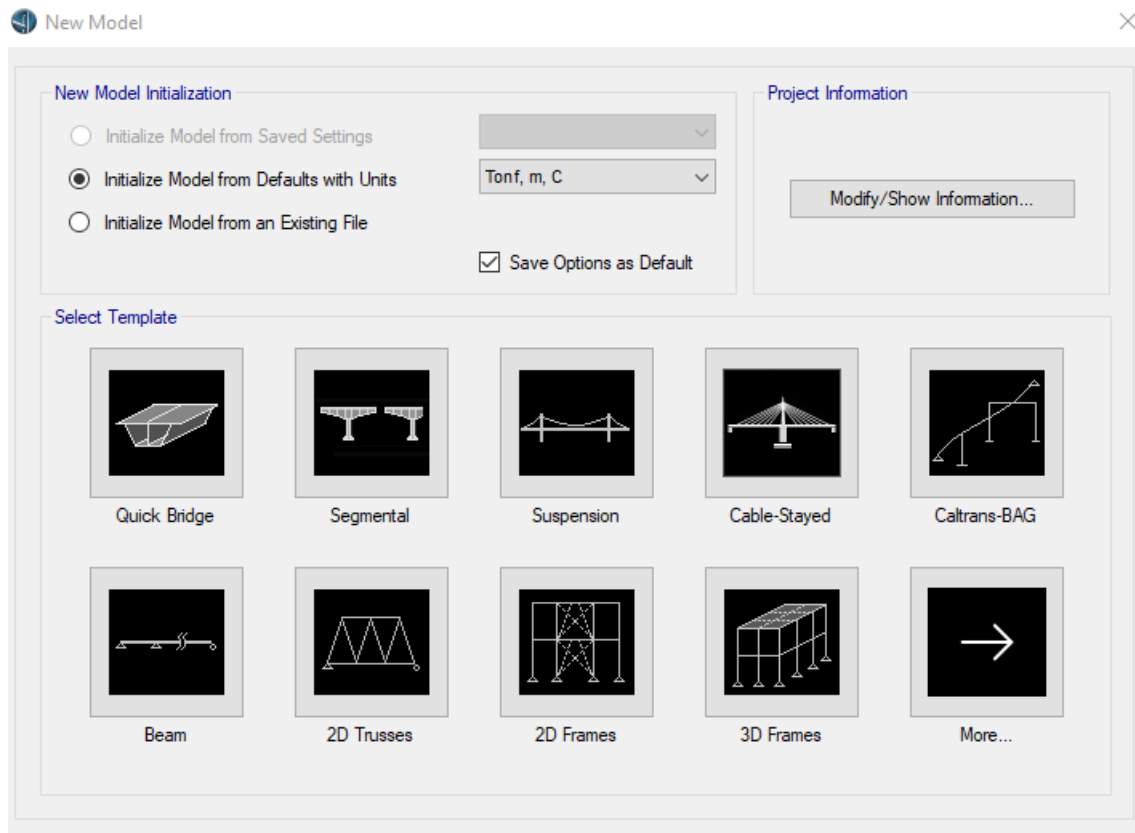 New Model
New Model Initialization
Initialize Model from Saved Settings
Initialize Model from Defaults with Units
Tonf, m, C
Initialize Model from an Existing File
Save Options as Default
Project Information
Modify/Show Information...
Select Template
Quick Bridge
Segmental
Suspension
Cable-Stayed
Caltrans-BAG
Beam
2D Trusses
2D Frames
3D Frames
More...